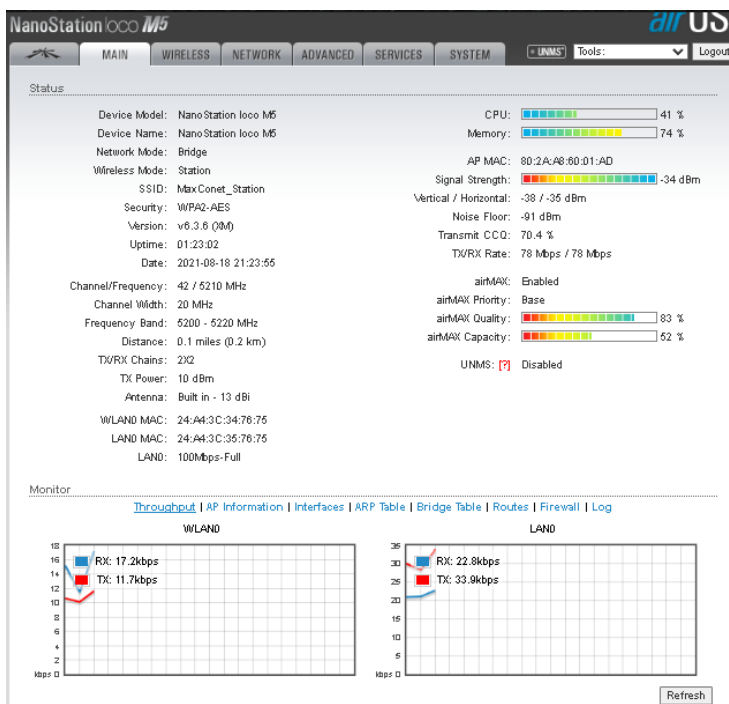 NanoStation loco M5
air US
MAIN WIRELESS NETWORK ADVANCED SERVICES SYSTEM UNMS Tools: Logout
Status
Device Model: NanoStation loco M5
Device Name: NanoStation loco M5
Network Mode: Bridge
Wireless Mode: Station
SSID: MaxConet_Station
Security: WPA2-AES
Version: v6.3.6 (XM)
Uptime: 01:23:02
Date: 2021-08-18 21:23:55
Channel/Frequency: 42 / 5210 MHz
Channel Width: 20 MHz
Frequency Band: 5200 - 5220 MHz
Distance: 0.1 miles (0.2 km)
TX/RX Chains: 2X2
TX Power: 10 dBm
Antenna: Built in - 13 dBi
WLAN0 MAC: 24:A4:3C:34:76:75
LAN0 MAC: 24:A4:3C:35:76:75
LAN0: 100Mbps-Full
CPU: 41 %
Memory: 74 %
AP MAC: 80:2A:A8:60:01:AD
Signal Strength: -34 dBm
Vertical / Horizontal: -38 / -35 dBm
Noise Floor: -91 dBm
Transmit CCQ: 70.4 %
TX/RX Rate: 78 Mbps / 78 Mbps
airMAX: Enabled
airMAX Priority: Base
airMAX Quality: 83 %
airMAX Capacity: 52 %
UNMS: [?] Disabled
Monitor
Throughput | AP Information | Interfaces | ARP Table | Bridge Table | Routes | Firewall | Log
WLAN0
18
16
14
12
10
8
6
4
2
kbps 0
RX: 17.2kbps
TX: 11.7kbps
LAN0
35
30
25
20
15
10
5
kbps 0
RX: 22.8kbps
TX: 33.9kbps
Refresh